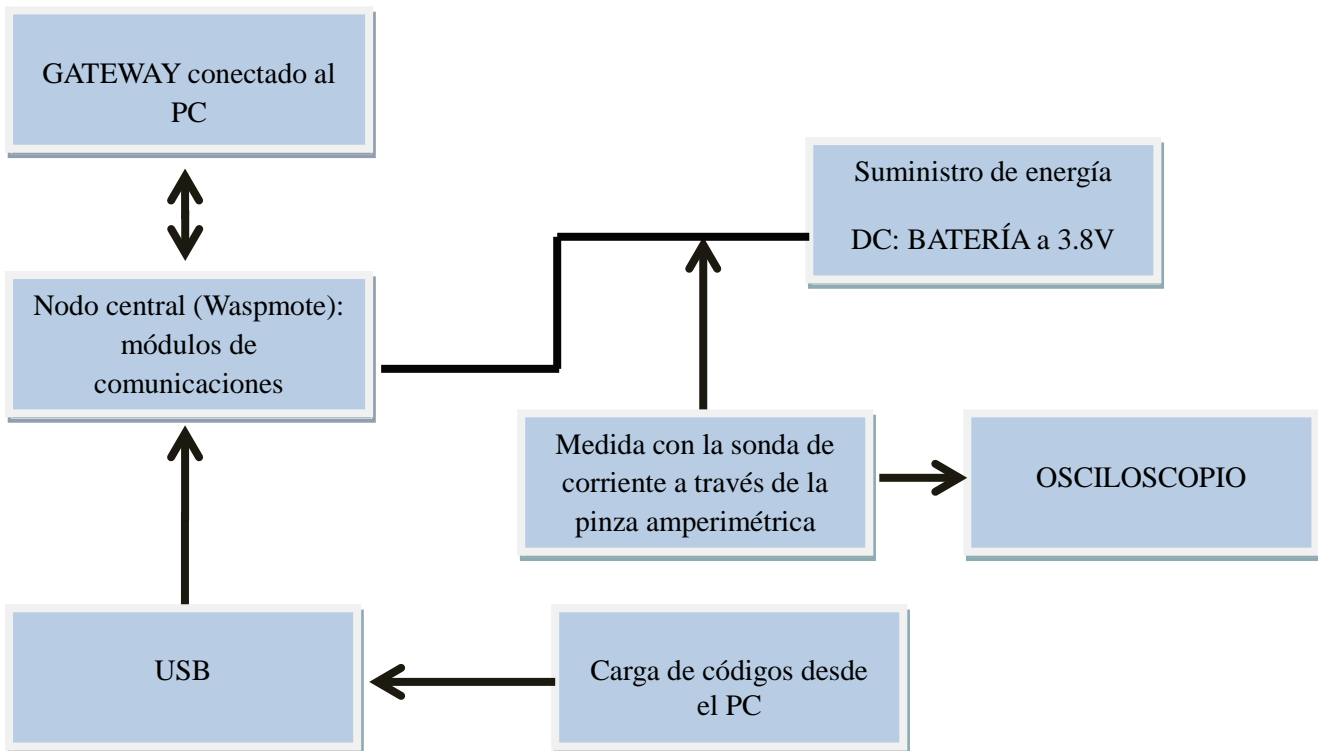 GATEWAY conectado al
PC
Suministro de energía
DC: BATERÍA a 3.8V
Nodo central (Waspmote):
módulos de
comunicaciones
Medida con la sonda de
corriente a través de la
pinza amperimétrica
OSCILOSCOPIO
USB
Carga de códigos desde
el PC